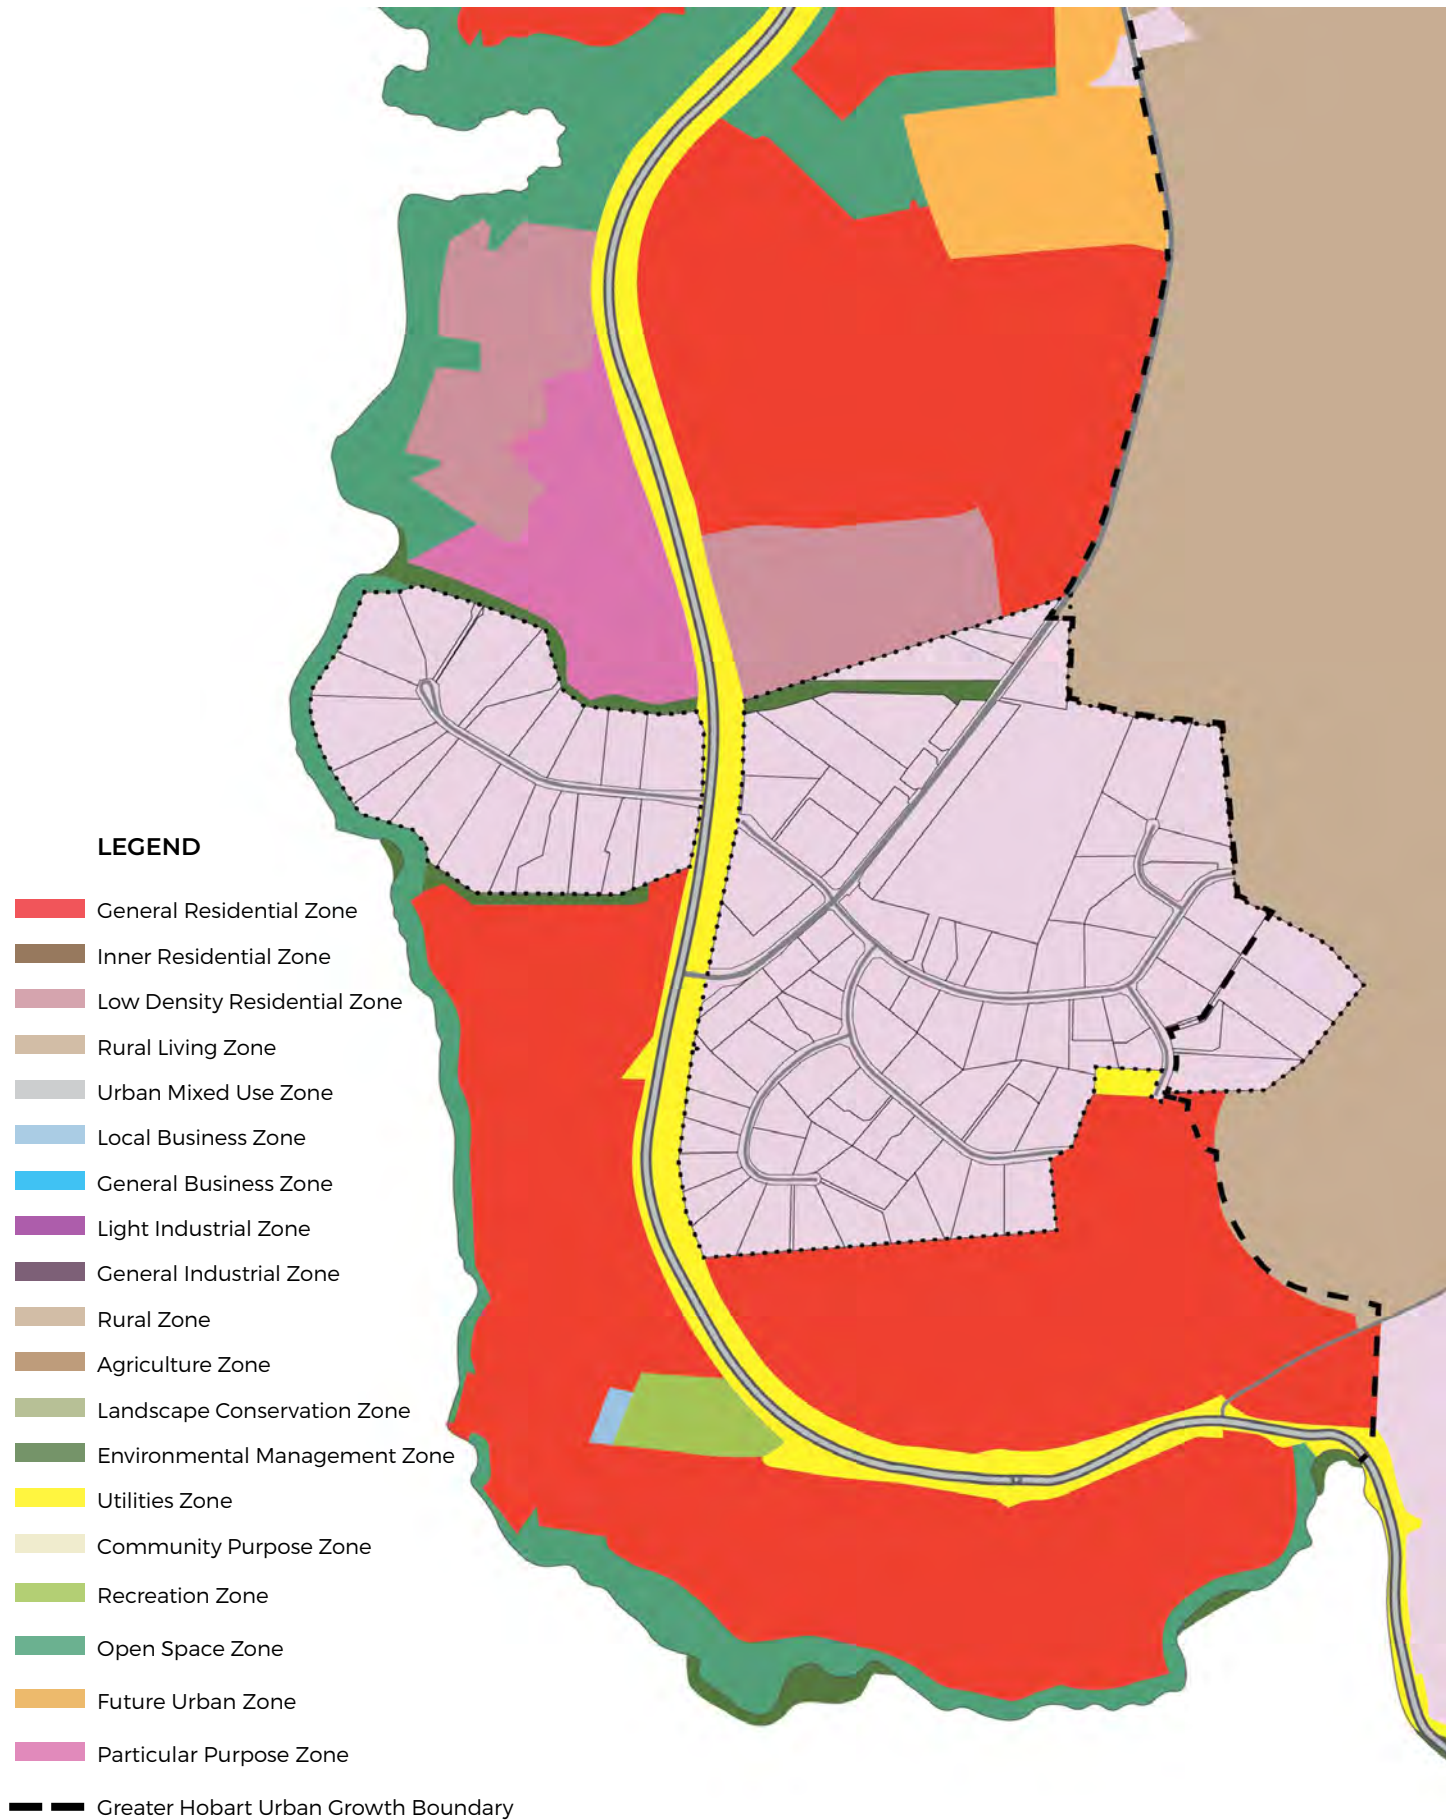 LEGEND
General Residential Zone
Inner Residential Zone
Low Density Residential Zone
Rural Living Zone
Urban Mixed Use Zone
Local Business Zone
General Business Zone
Light Industrial Zone
General Industrial Zone
Rural Zone
Agriculture Zone
Landscape Conservation Zone
Environmental Management Zone
Utilities Zone
Community Purpose Zone
Recreation Zone
Open Space Zone
Future Urban Zone
Particular Purpose Zone
Greater Hobart Urban Growth Boundary